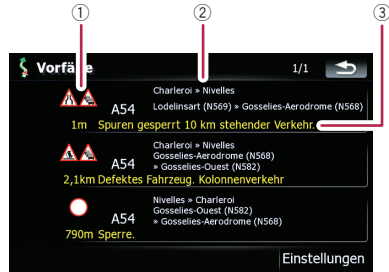 ① ② ③
Vorfälle 1/1
Charleroi » Nivelles
A54 Lodelinsart (N569) » Gosselies-Aerodrome (N568)
1m Spuren gesperrt 10 km stehender Verkehr.
Charleroi » Nivelles
Gosselies-Aerodrome (N568)
A54 » Gosselies-Ouest (N582)
2,1km Defektes Fahrzeug. Kolonnenverkehr
Nivelles » Charleroi
Gosselies-Ouest (N582)
A54 » Gosselies-Aerodrome (N568)
790m Sperre.
Einstellungen